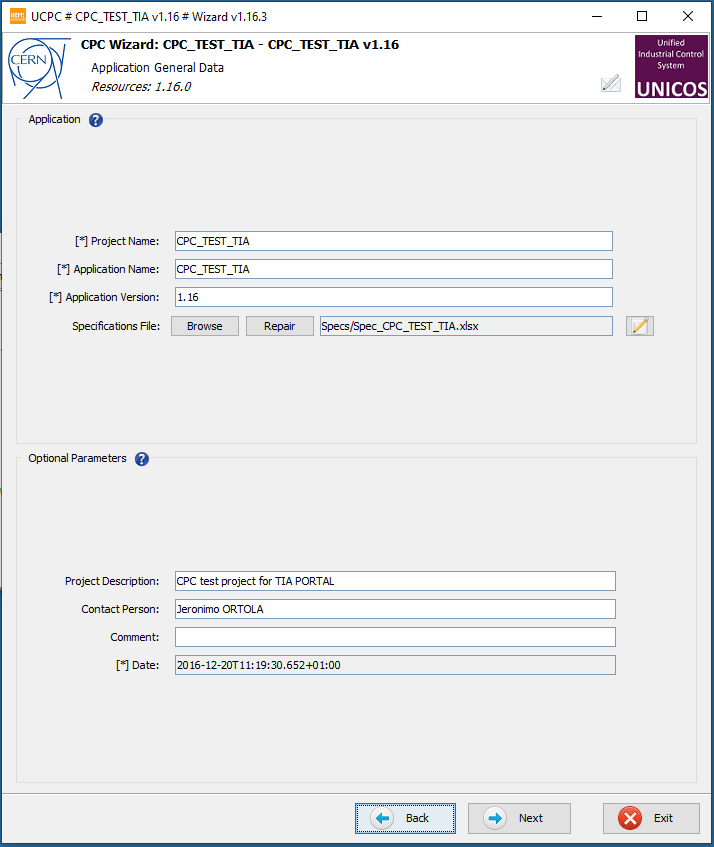 UCPC UCPC # CPC_TEST_TIA v1.16 # Wizard v1.16.3
CERN
CPC Wizard: CPC_TEST_TIA - CPC_TEST_TIA v1.16
Application General Data
Resources: 1.16.0
Unified
Industrial Control
System
UNICOS
Application ?
[*] Project Name: CPC_TEST_TIA
[*] Application Name: CPC_TEST_TIA
[*] Application Version: 1.16
Specifications File: Browse Repair Specs/Spec_CPC_TEST_TIA.xlsx
Optional Parameters ?
Project Description: CPC test project for TIA PORTAL
Contact Person: Jeronimo ORTOLA
Comment:
[*] Date: 2016-12-20T11:19:30.652+01:00
Back Next Exit